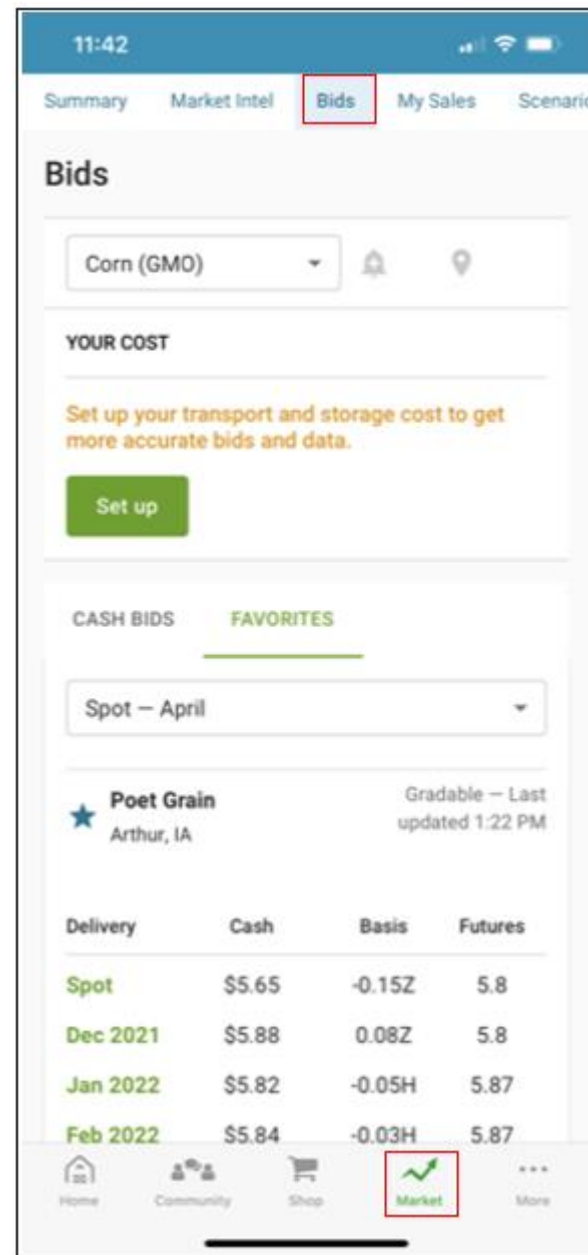 11:42
Summary Market Intel Bids My Sales Scenario
Bids
Corn (GMO)
YOUR COST
Set up your transport and storage cost to get
more accurate bids and data.
Set up
CASH BIDS FAVORITES
Spot — April
Poet Grain Gradable — Last
Arthur, IA updated 1:22 PM
Delivery Cash Basis Futures
Spot $5.65 -0.15Z 5.8
Dec 2021 $5.88 0.08Z 5.8
Jan 2022 $5.82 -0.05H 5.87
Feb 2022 $5.84 -0.03H 5.87
Home Community Shop Market More